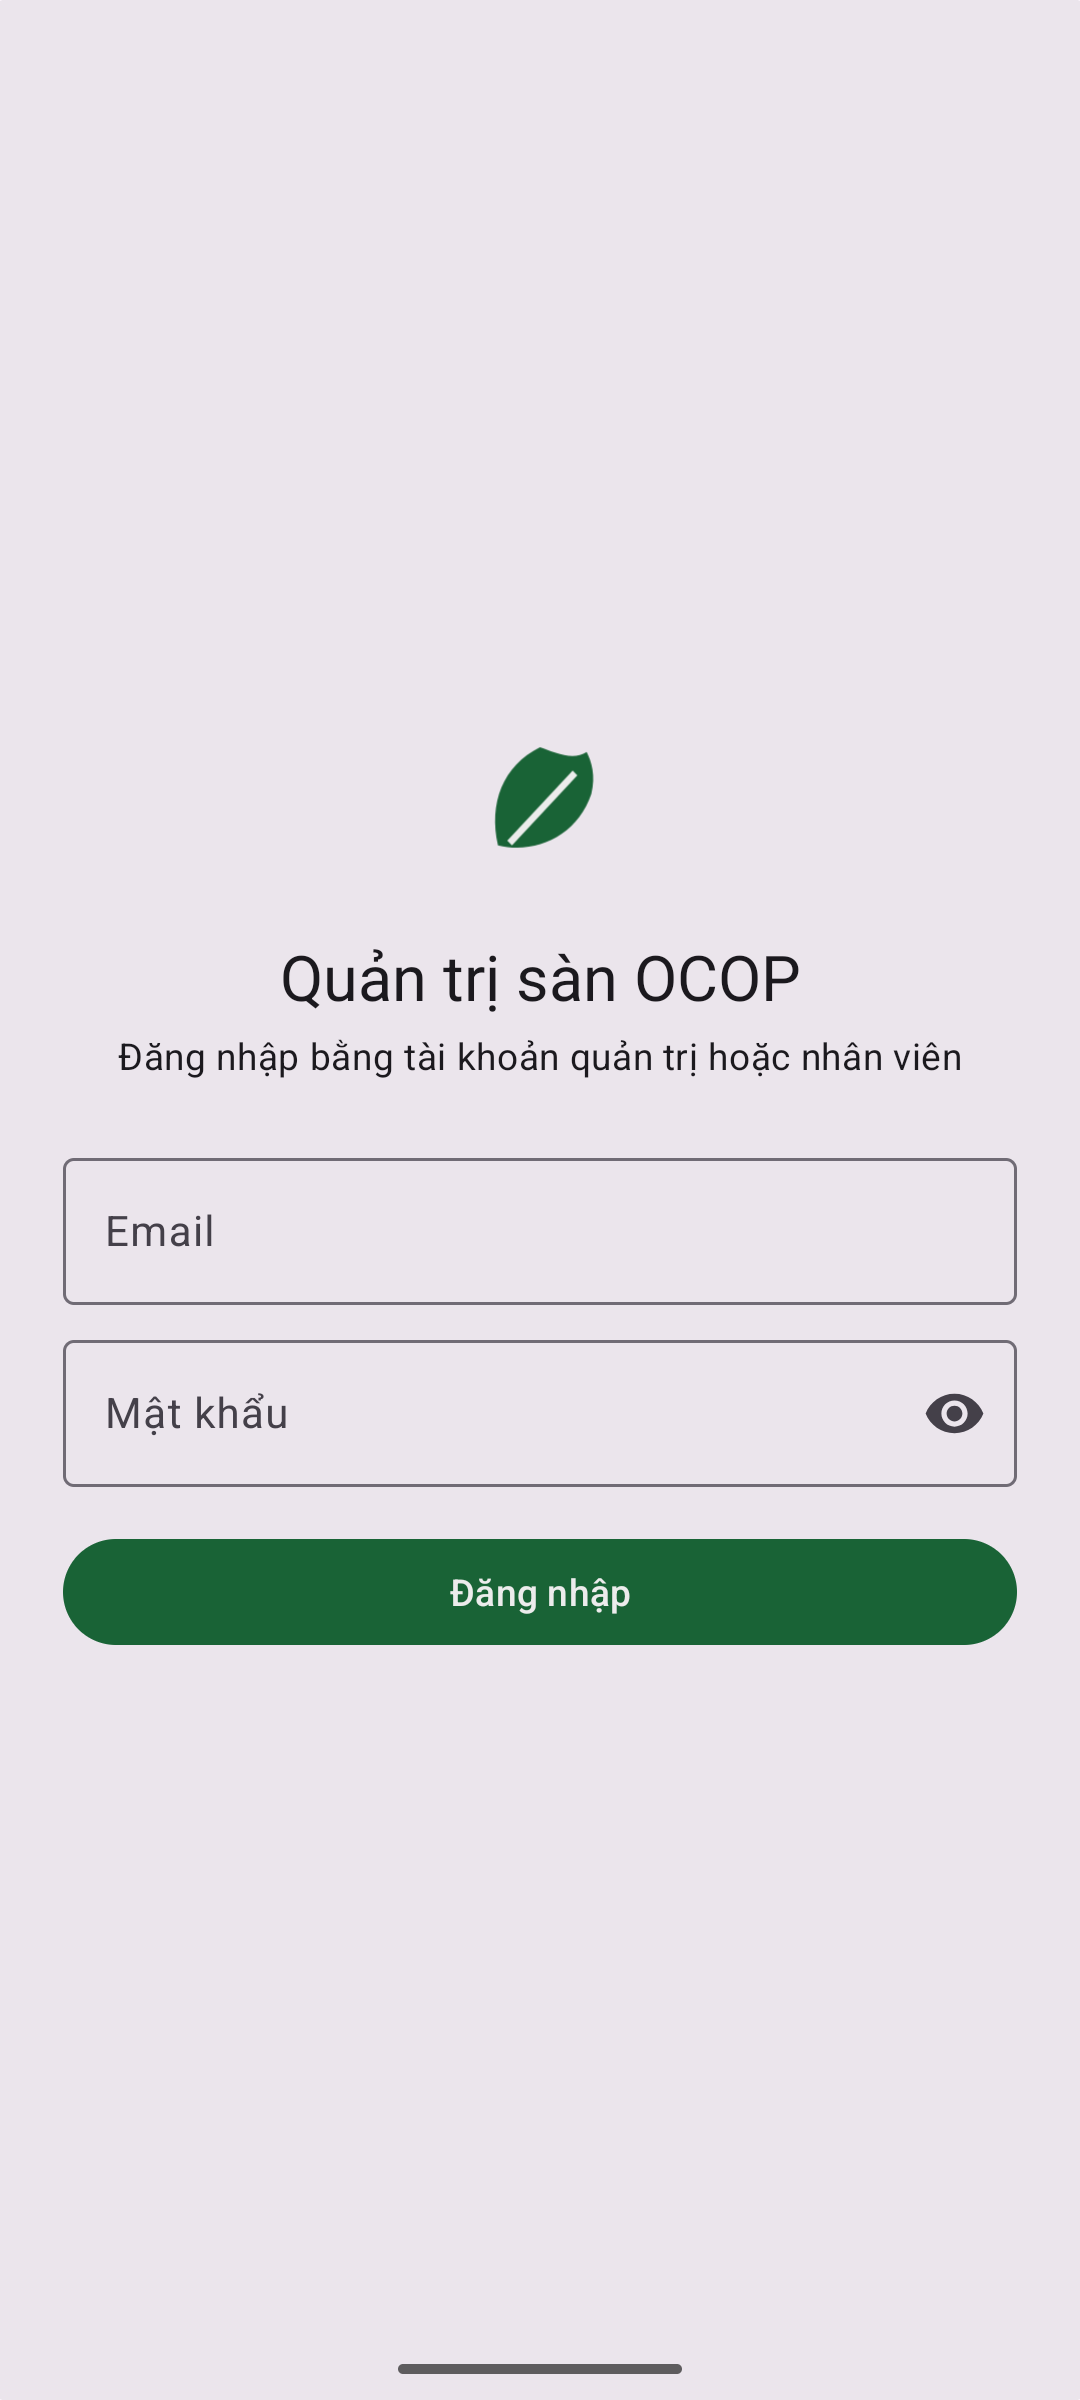 Quản trị sàn OCOP
Đăng nhập bằng tài khoản quản trị hoặc nhân viên
Email
Mật khẩu
Đăng nhập